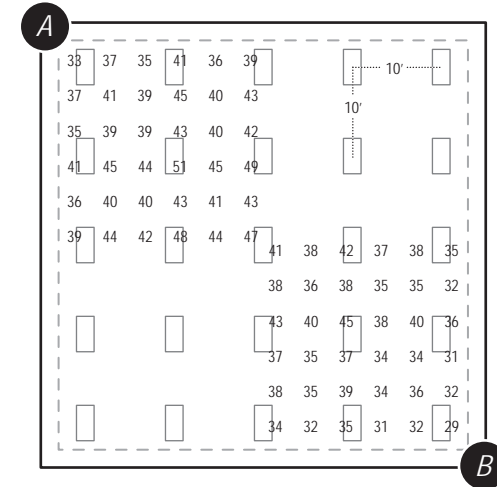 A
33 37 35 41 36 39
10′
37 41 39 45 40 43
10′
35 39 39 43 40 42
41 45 44 51 45 49
36 40 40 43 41 43
39 44 42 48 44 47
41 38 42 37 38 35
38 36 38 35 35 32
43 40 45 38 40 36
37 35 37 34 34 31
38 35 39 34 36 32
34 32 35 31 32 29
B